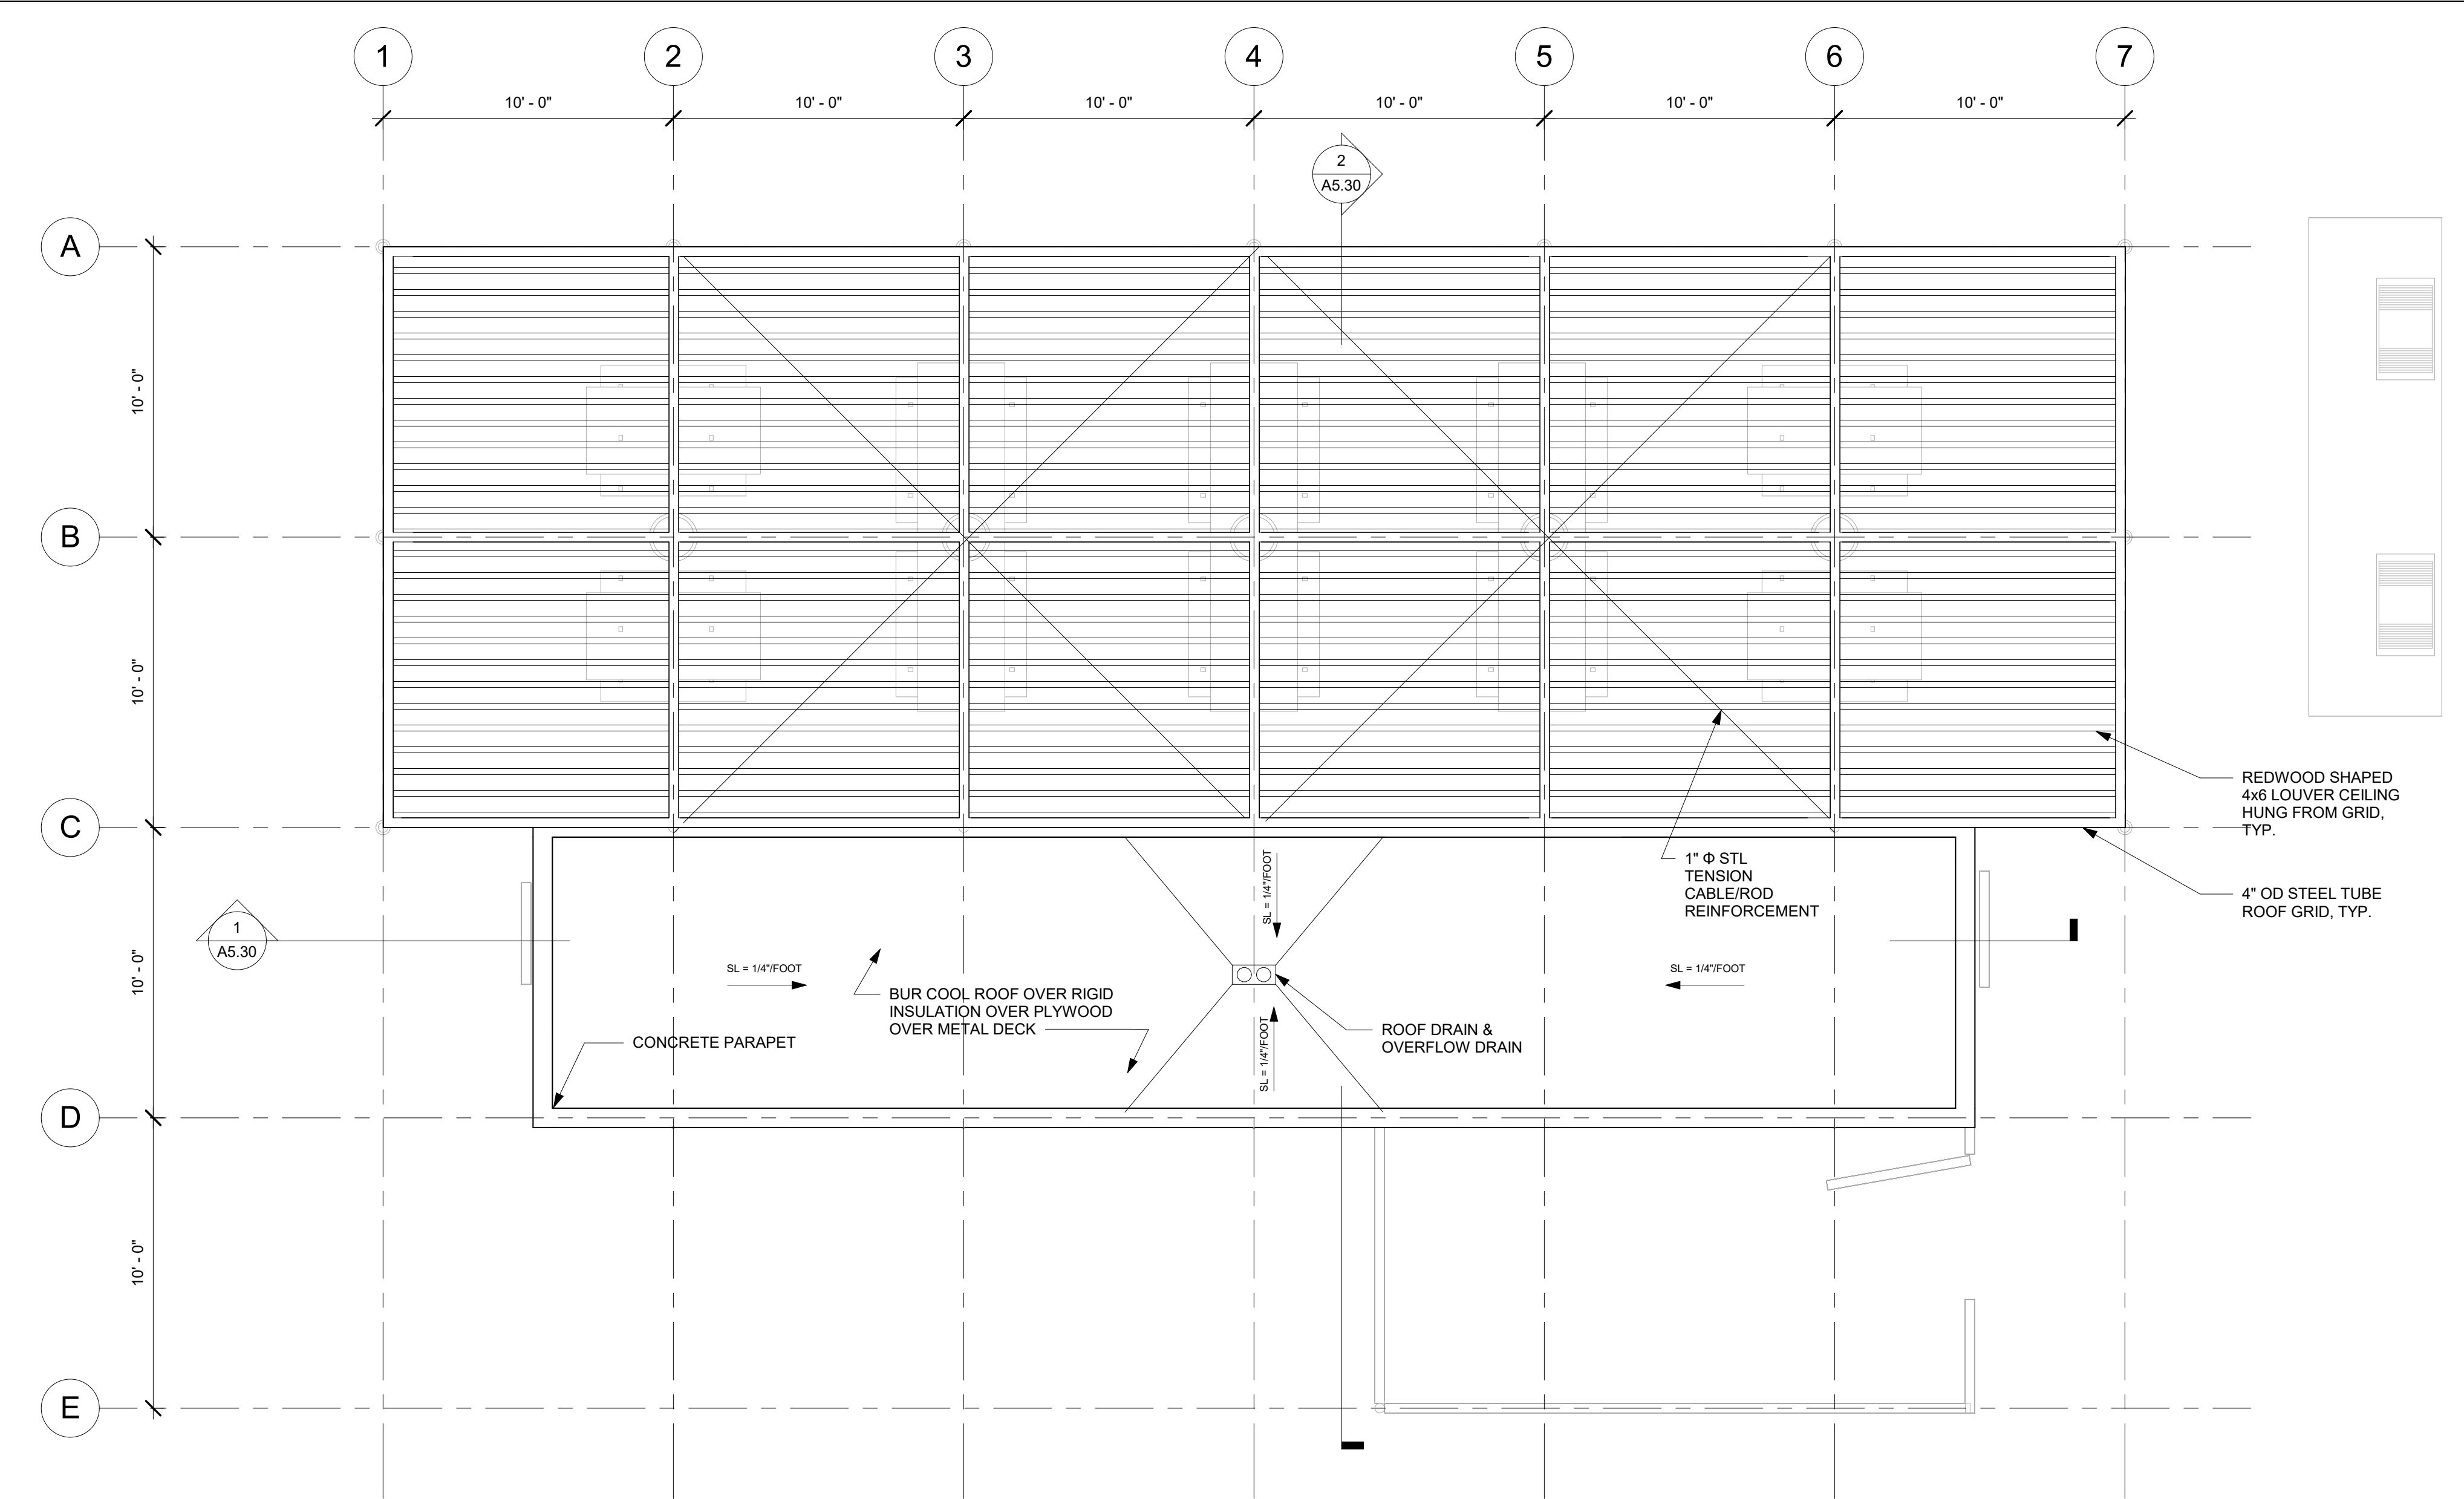 1
2
3
4
5
6
7
10' - 0"
10' - 0"
10' - 0"
10' - 0"
10' - 0"
10' - 0"
2
A5.30
A
B
C
D
E
10' - 0"
10' - 0"
10' - 0"
10' - 0"
REDWOOD SHAPED
4x6 LOUVER CEILING
HUNG FROM GRID,
TYP.
1" Φ STL
TENSION
CABLE/ROD
REINFORCEMENT
4" OD STEEL TUBE
ROOF GRID, TYP.
1
A5.30
SL = 1/4"/FOOT
SL = 1/4"/FOOT
SL = 1/4"/FOOT
SL = 1/4"/FOOT
BUR COOL ROOF OVER RIGID
INSULATION OVER PLYWOOD
OVER METAL DECK
CONCRETE PARAPET
ROOF DRAIN &
OVERFLOW DRAIN